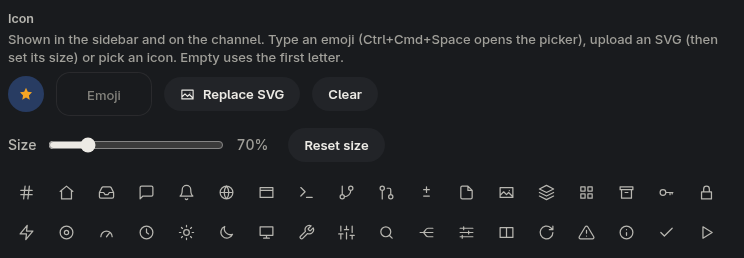 Icon
Shown in the sidebar and on the channel. Type an emoji (Ctrl+Cmd+Space opens the picker), upload an SVG (then
set its size) or pick an icon. Empty uses the first letter.
Emoji
Replace SVG
Clear
Size
70%
Reset size